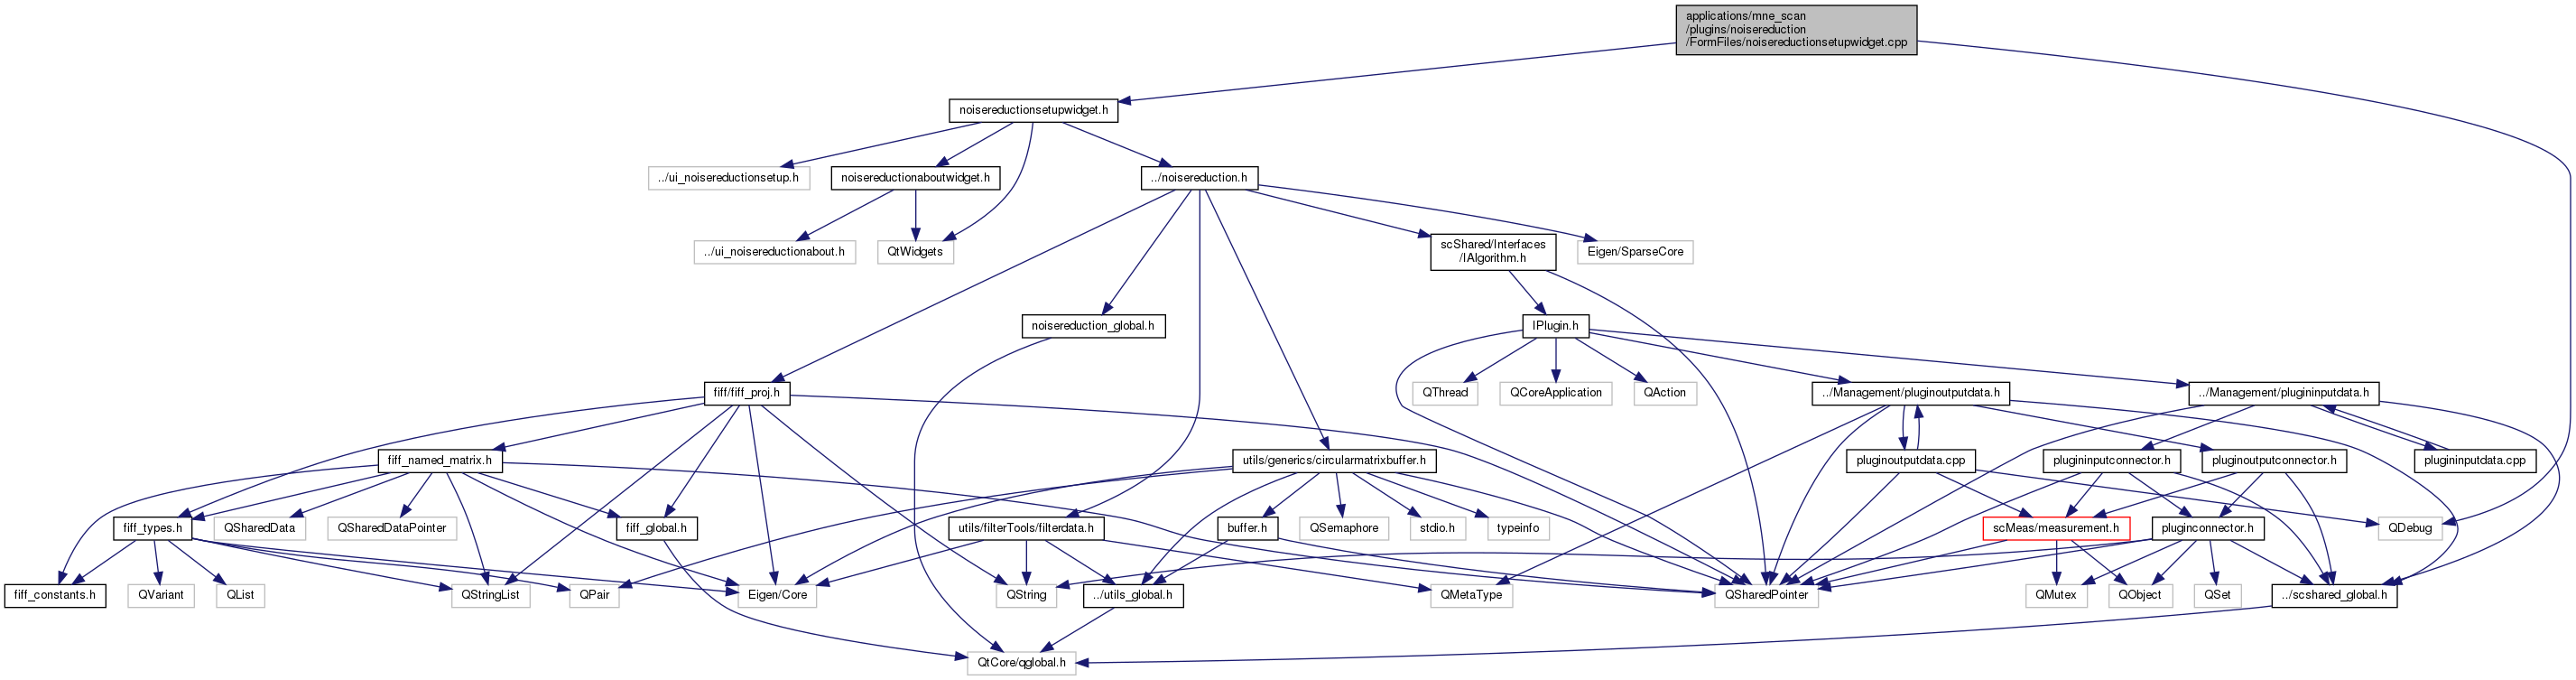 applications/mne_scan
/plugins/noisereduction
/FormFiles/noisereductionsetupwidget.cpp
noisereductionsetupwidget.h
../ui_noisereductionsetup.h
noisereductionaboutwidget.h
../noisereduction.h
../ui_noisereductionabout.h
QtWidgets
scShared/Interfaces
/IAlgorithm.h
Eigen/SparseCore
noisereduction_global.h
IPlugin.h
fiff/fiff_proj.h
QThread
QCoreApplication
QAction
../Management/pluginoutputdata.h
../Management/plugininputdata.h
fiff_named_matrix.h
utils/generics/circularmatrixbuffer.h
pluginoutputdata.cpp
plugininputconnector.h
pluginoutputconnector.h
plugininputdata.cpp
fiff_types.h
QSharedData
QSharedDataPointer
fiff_global.h
utils/filterTools/filterdata.h
buffer.h
QSemaphore
stdio.h
typeinfo
scMeas/measurement.h
pluginconnector.h
QDebug
fiff_constants.h
QVariant
QList
QStringList
QPair
Eigen/Core
QString
../utils_global.h
QMetaType
QSharedPointer
QMutex
QObject
QSet
../scshared_global.h
QtCore/qglobal.h